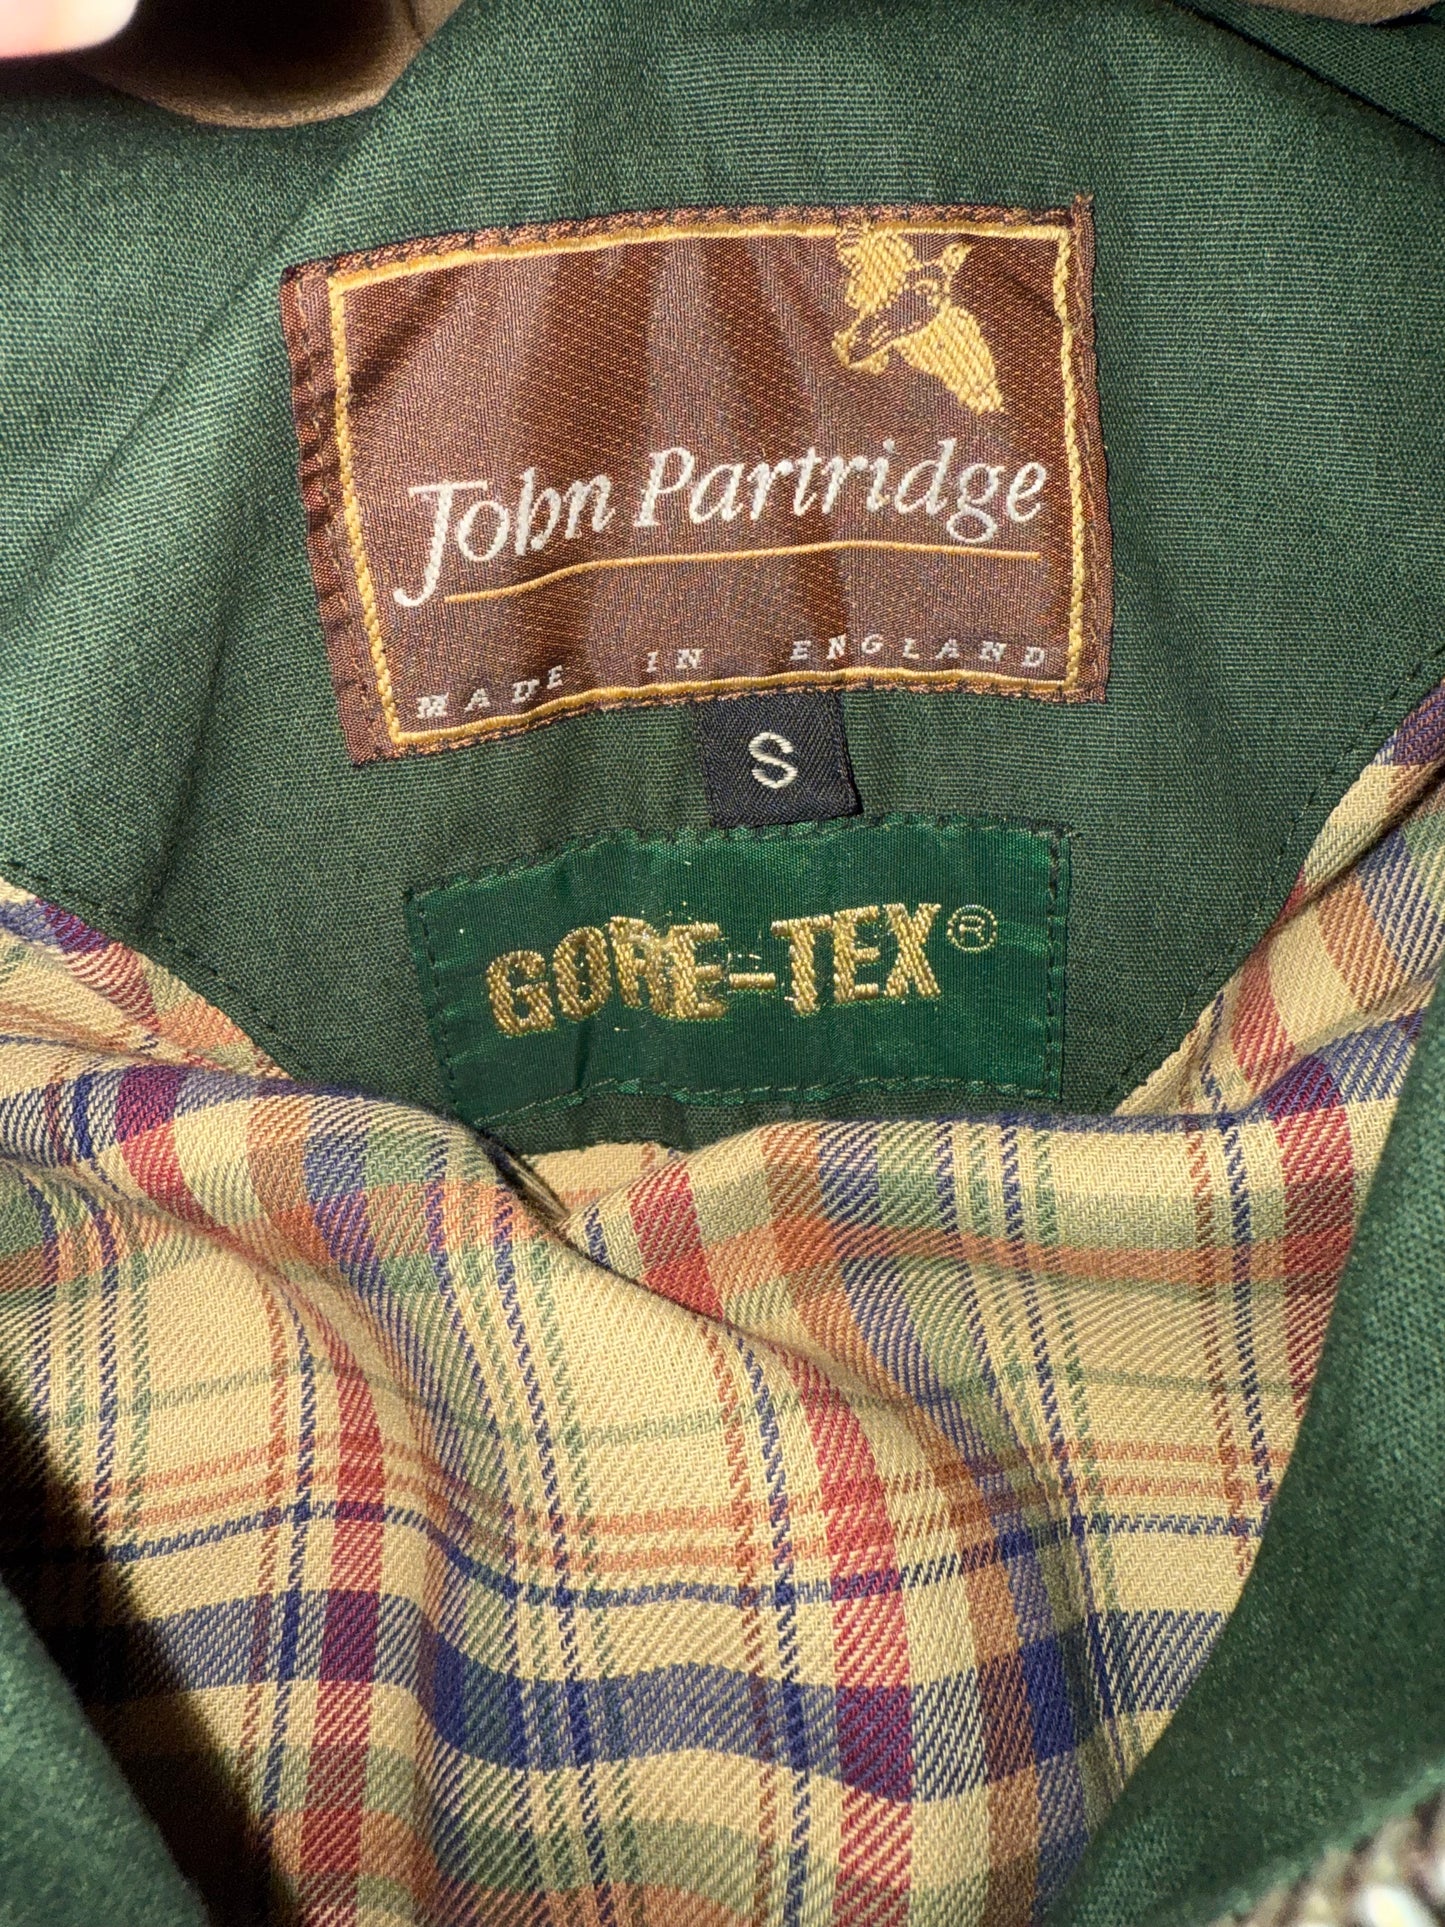 John Partridge
MADE IN ENGLAND
S
GORE-TEX®